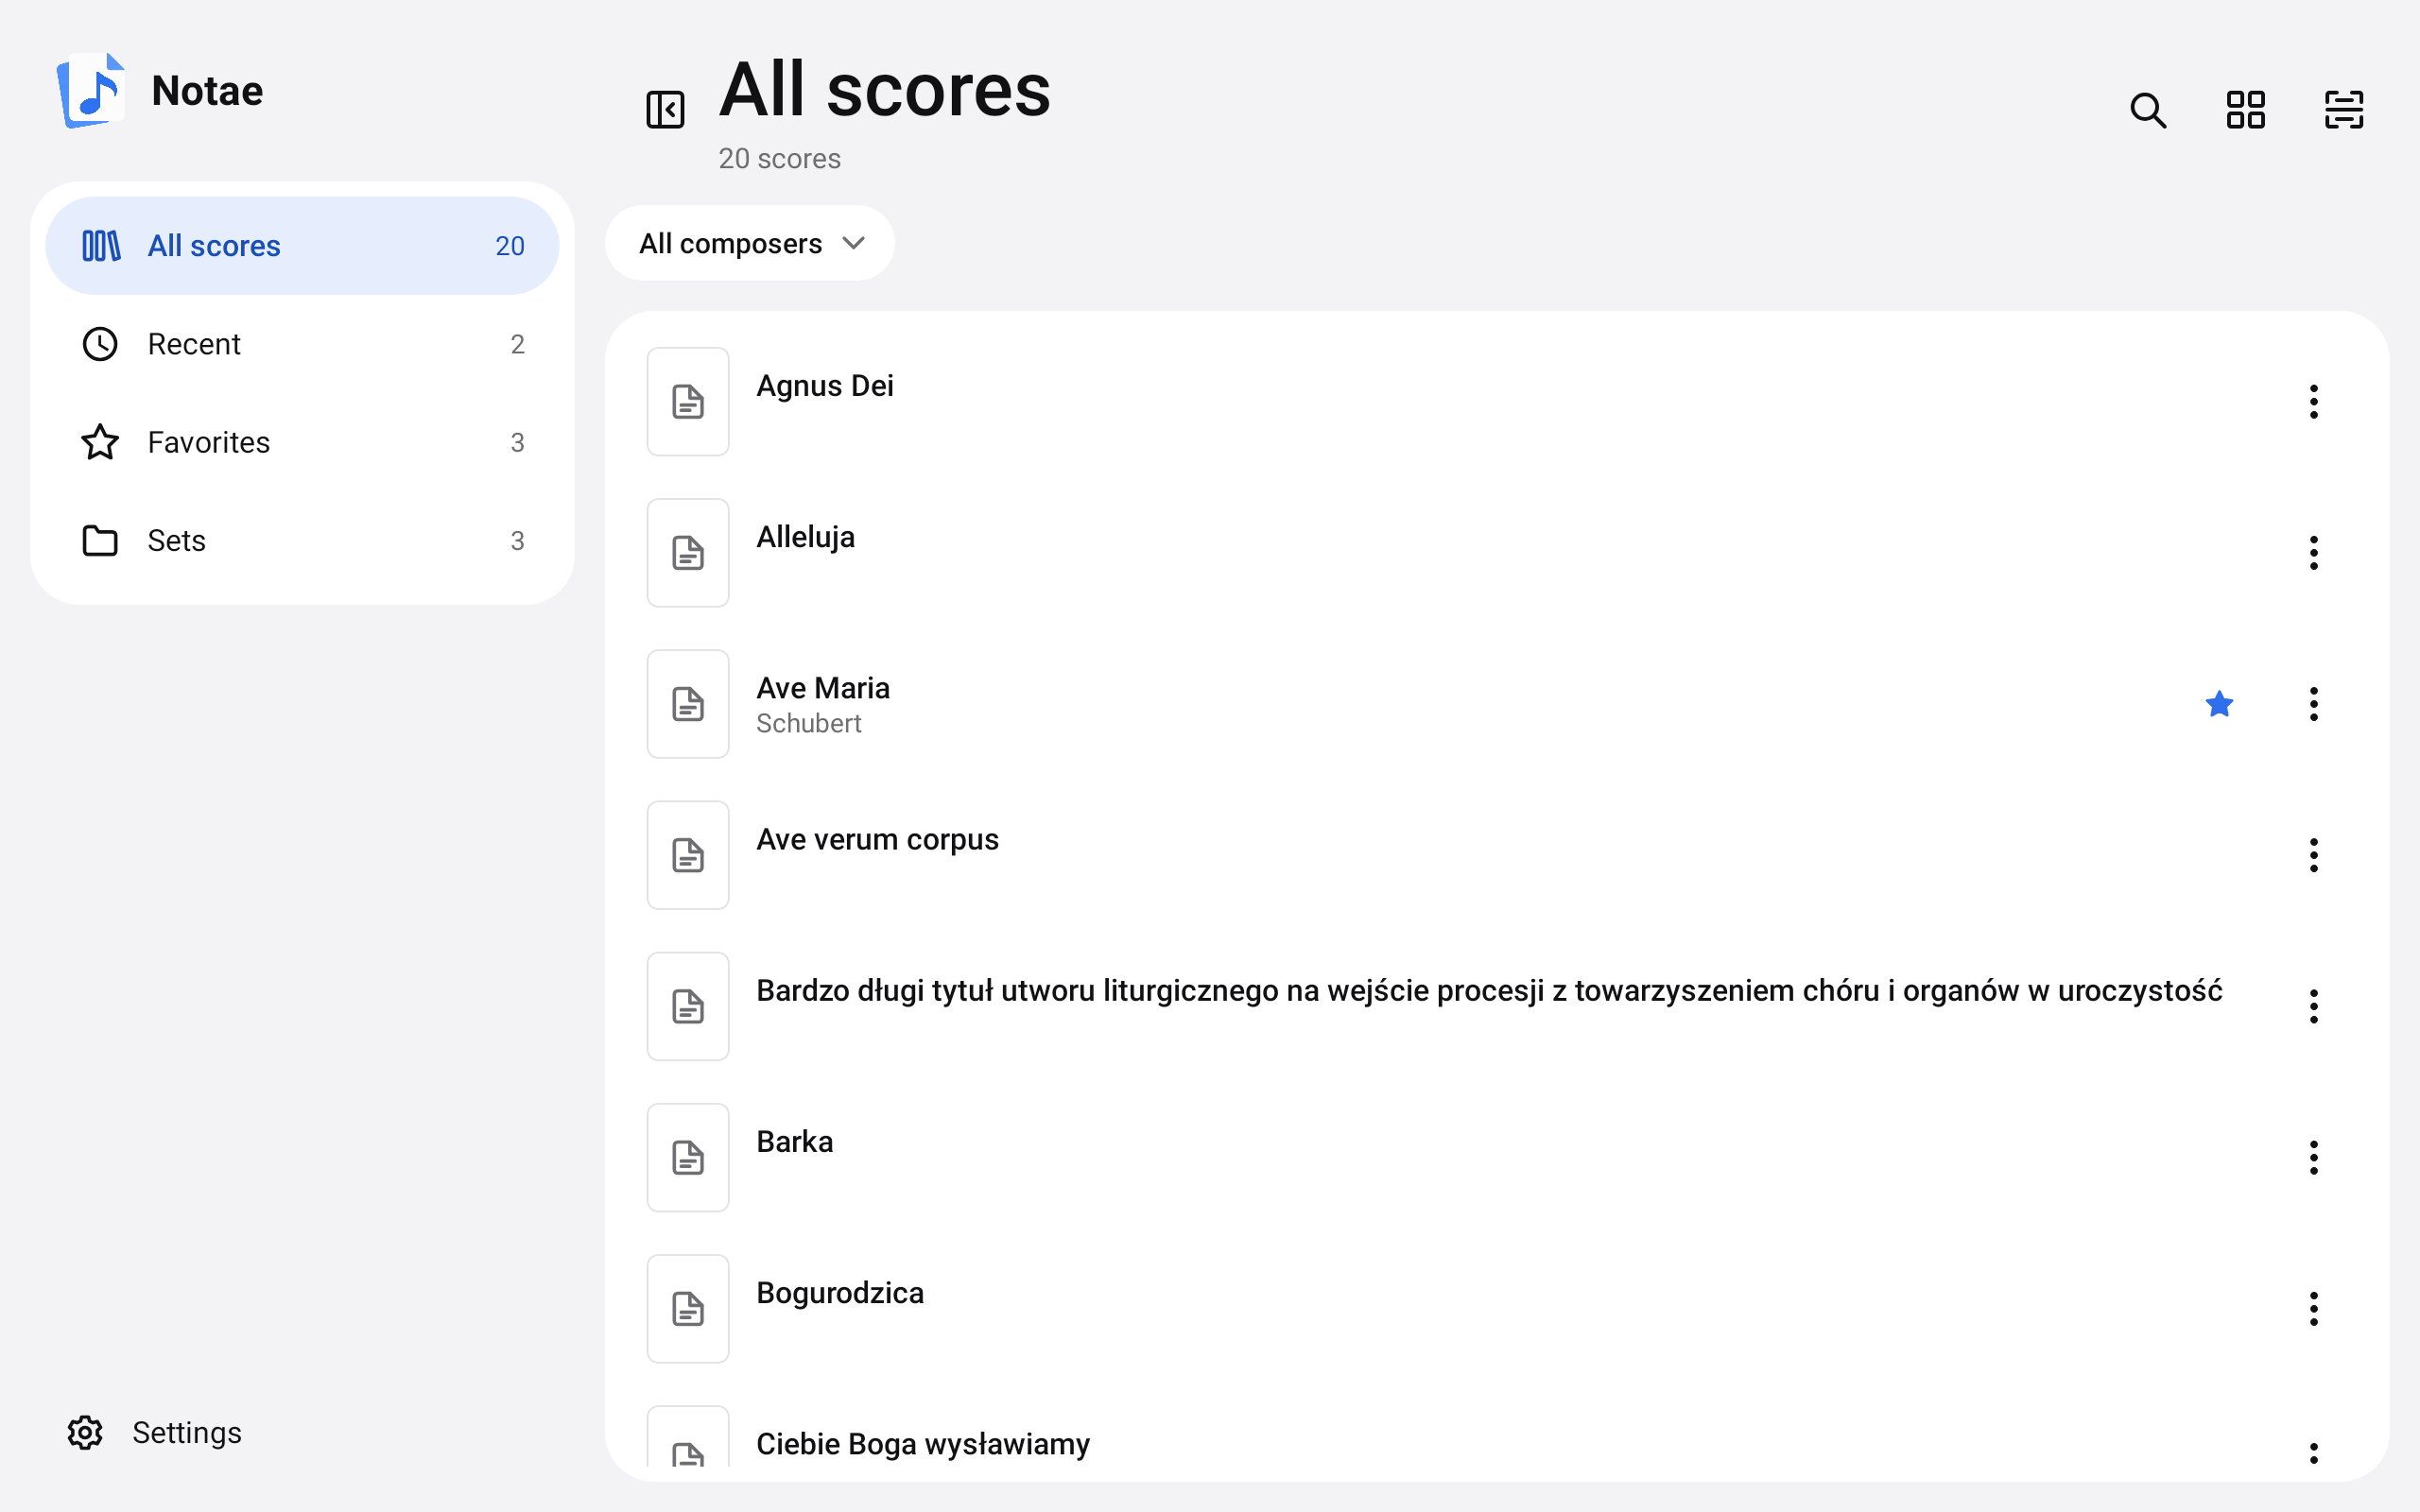 Notae
All scores
20 scores
All scores 20
Recent 2
Favorites 3
Sets 3
Settings
All composers
Agnus Dei
Alleluja
Ave Maria
Schubert
Ave verum corpus
Bardzo długi tytuł utworu liturgicznego na wejście procesji z towarzyszeniem chóru i organów w uroczystość
Barka
Bogurodzica
Ciebie Boga wysławiamy